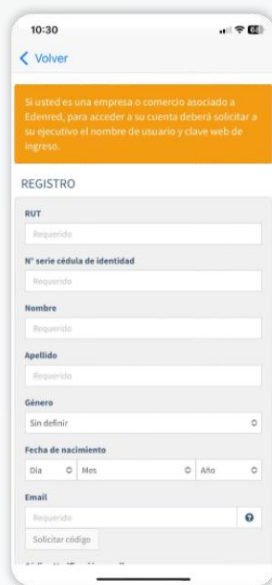 10:30
Volver
Si usted es una empresa o comercio asociado a
Edenred, para acceder a su cuenta deberá solicitar a
su ejecutivo el nombre de usuario y clave web de
ingreso.
REGISTRO
RUT
Requerido
N° serie cédula de identidad
Requerido
Nombre
Requerido
Apellido
Requerido
Género
Sin definir
Fecha de nacimiento
Día Mes Año
Email
Requerido
Solicitar código